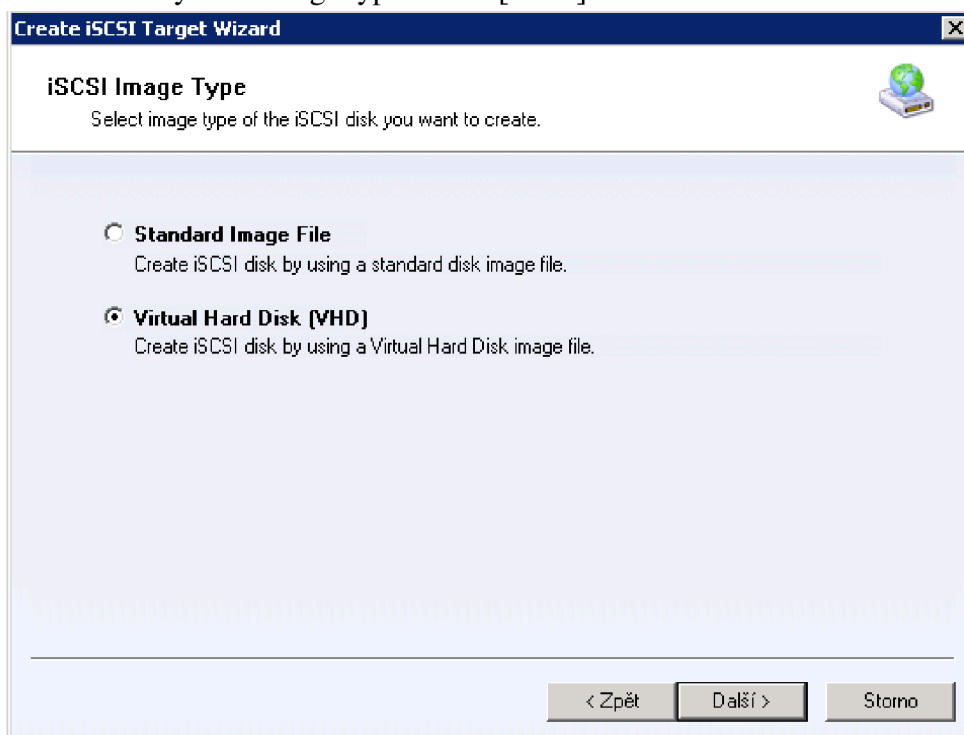 Create iSCSI Target Wizard
iSCSI Image Type
Select image type of the iSCSI disk you want to create.
Standard Image File
Create iSCSI disk by using a standard disk image file.
Virtual Hard Disk (VHD)
Create iSCSI disk by using a Virtual Hard Disk image file.
< Zpět Další > Storno